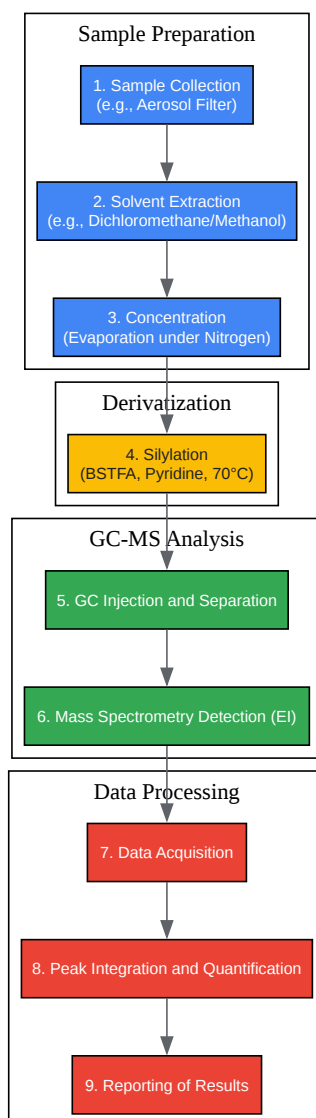 Sample Preparation
1. Sample Collection
(e.g., Aerosol Filter)
2. Solvent Extraction
(e.g., Dichloromethane/Methanol)
3. Concentration
(Evaporation under Nitrogen)
Derivatization
4. Silylation
(BSTFA, Pyridine, 70°C)
GC-MS Analysis
5. GC Injection and Separation
6. Mass Spectrometry Detection (EI)
Data Processing
7. Data Acquisition
8. Peak Integration and Quantification
9. Reporting of Results